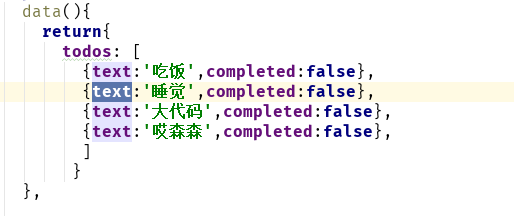 data(){
return{
todos: [
{text:'吃饭',completed:false},
{text:'睡觉',completed:false},
{text:'大代码',completed:false},
{text:'哎森森',completed:false},
]
}
},